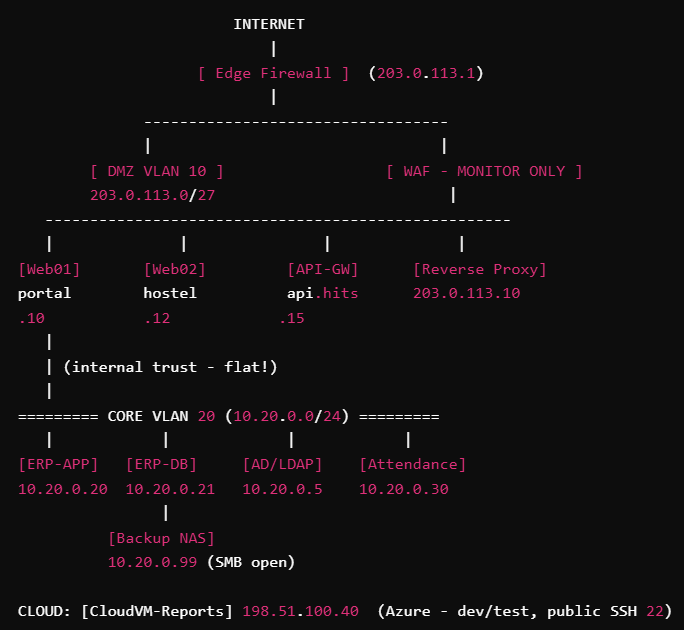 INTERNET
|
[ Edge Firewall ]  (203.0.113.1)
|
----------------------------------
|                                |
[ DMZ VLAN 10 ]                  [ WAF - MONITOR ONLY ]
203.0.113.0/27                          |
----------------------------------------------------
|              |               |              |
[Web01]       [Web02]         [API-GW]      [Reverse Proxy]
portal        hostel          api.hits      203.0.113.10
.10           .12            .15
|
| (internal trust - flat!)
|
========= CORE VLAN 20 (10.20.0.0/24) =========
|            |             |            |
[ERP-APP]   [ERP-DB]     [AD/LDAP]    [Attendance]
10.20.0.20  10.20.0.21   10.20.0.5    10.20.0.30
|
[Backup NAS]
10.20.0.99 (SMB open)
CLOUD: [CloudVM-Reports] 198.51.100.40  (Azure - dev/test, public SSH 22)